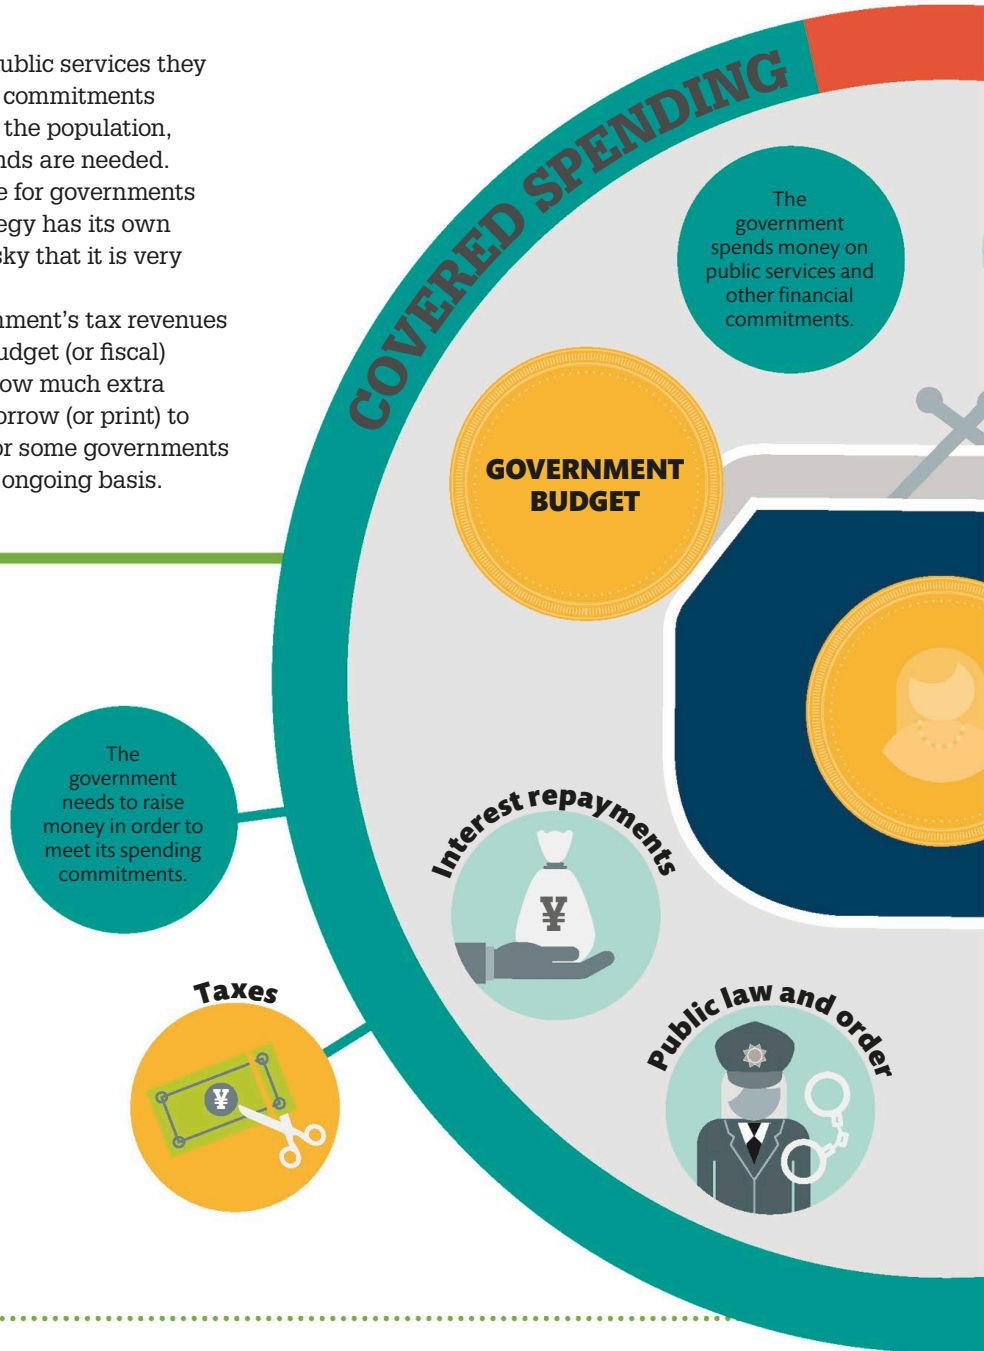 ublic services they
commitments
the population,
nds are needed.
e for governments
egy has its own
sky that it is very
nment's tax revenues
udget (or fiscal)
ow much extra
orrow (or print) to
or some governments
ongoing basis.
COVERED SPENDING
The
government
spends money on
public services and
other financial
commitments.
GOVERNMENT
BUDGET
The
government
needs to raise
money in order to
meet its spending
commitments.
Interest repayments
¥
Taxes
¥
Public law and order